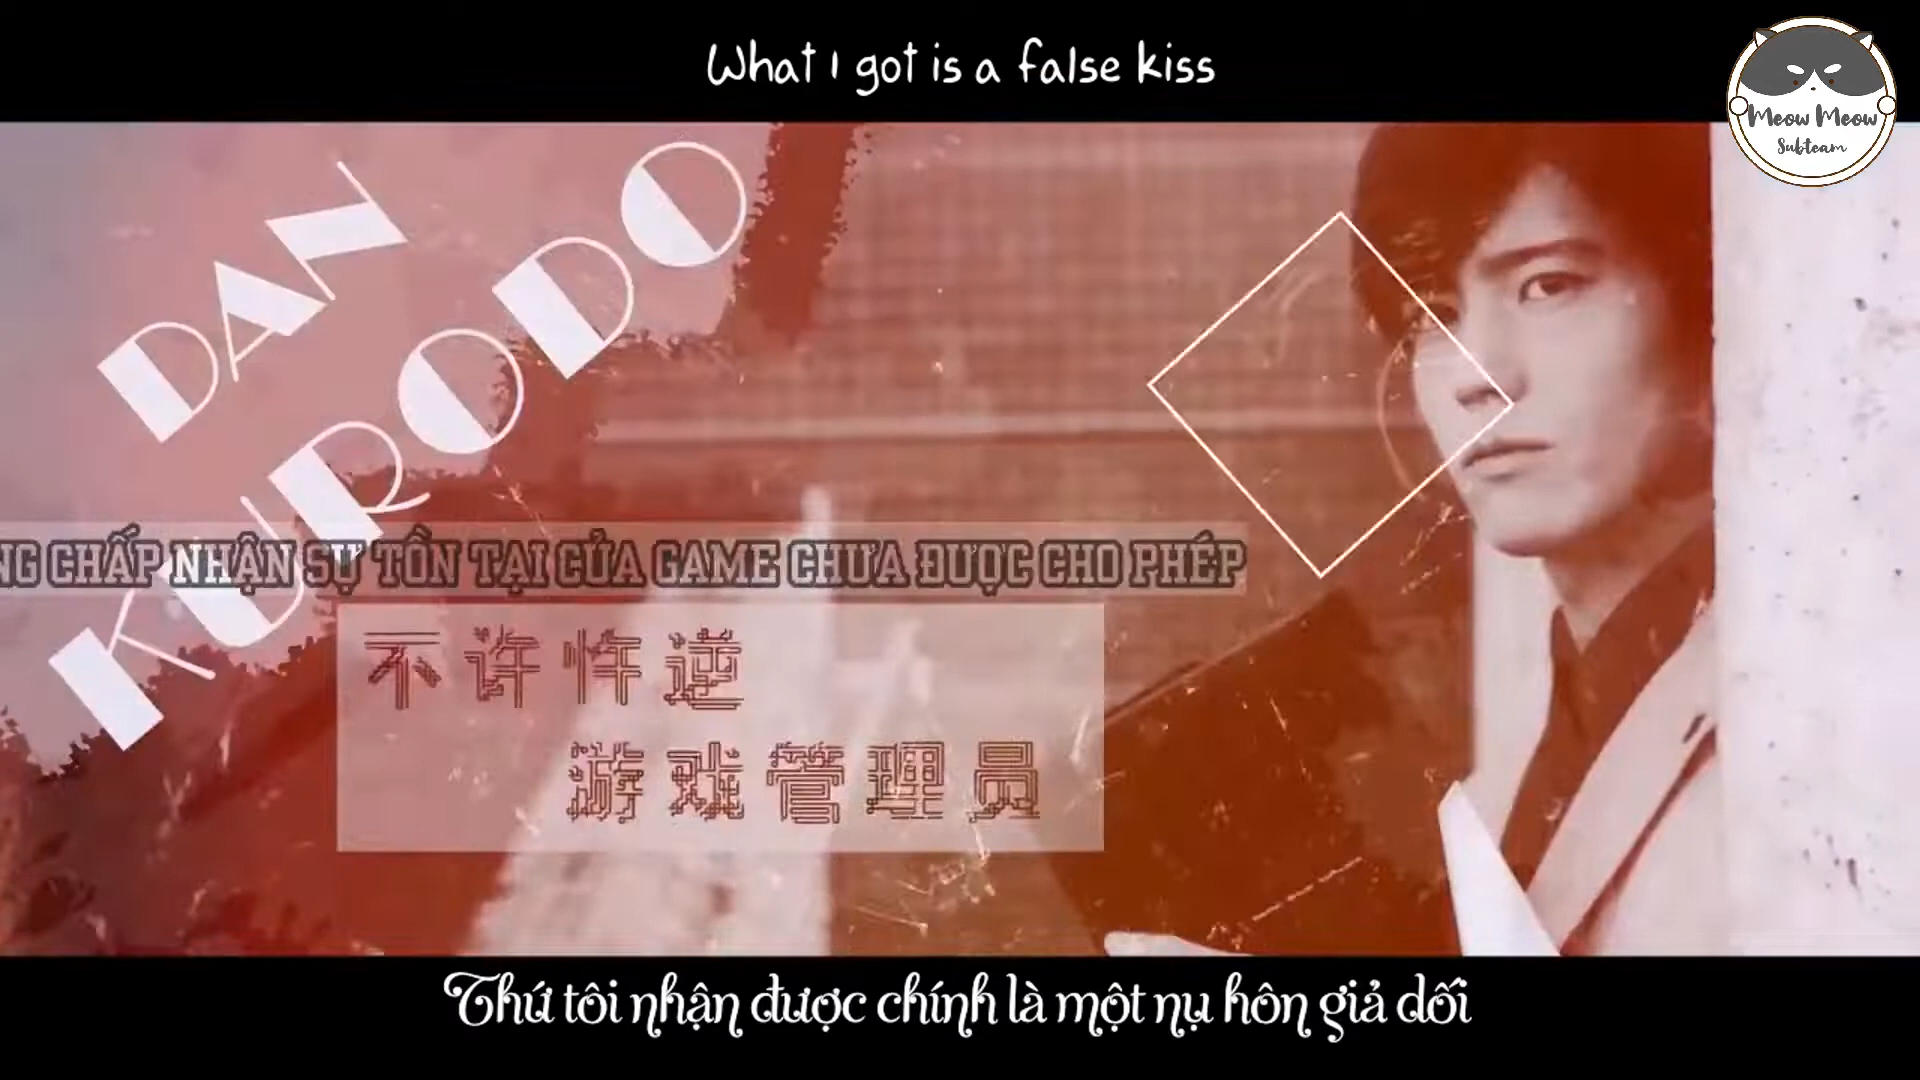 What I got is a false kiss
Meow Meow
Subteam
DAN
KURODO
NG CHẤP NHẬN SỰ TỒN TẠI CỦA GAME CHƯA ĐƯỢC CHO PHÉP
不许忤逆
游戏管理员
Thứ tôi nhận được chính là một nụ hôn giả dối